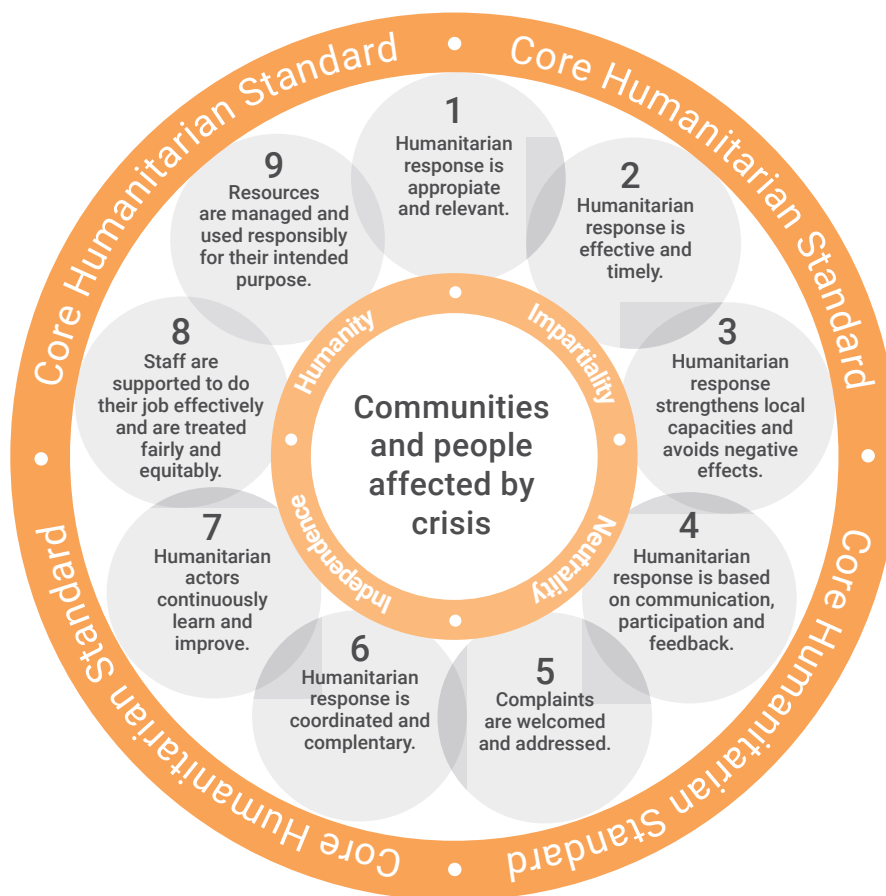 Core Humanitarian Standard
Core Humanitarian Standard
Core Humanitarian Standard
Core Humanitarian Standard
1
Humanitarian
response is
appropiate
and relevant.
2
Humanitarian
response is
effective and
timely.
3
Humanitarian
response
strengthens local
capacities and
avoids negative
effects.
4
Humanitarian
response is based
on communication,
participation and
feedback.
5
Complaints
are welcomed
and addressed.
6
Humanitarian
response is
coordinated and
complentary.
7
Humanitarian
actors
continuously
learn and
improve.
8
Staff are
supported to do
their job effectively
and are treated
fairly and
equitably.
9
Resources
are managed and
used responsibly
for their intended
purpose.
Humanity
Impartiality
Neutrality
Independence
Communities
and people
affected by
crisis